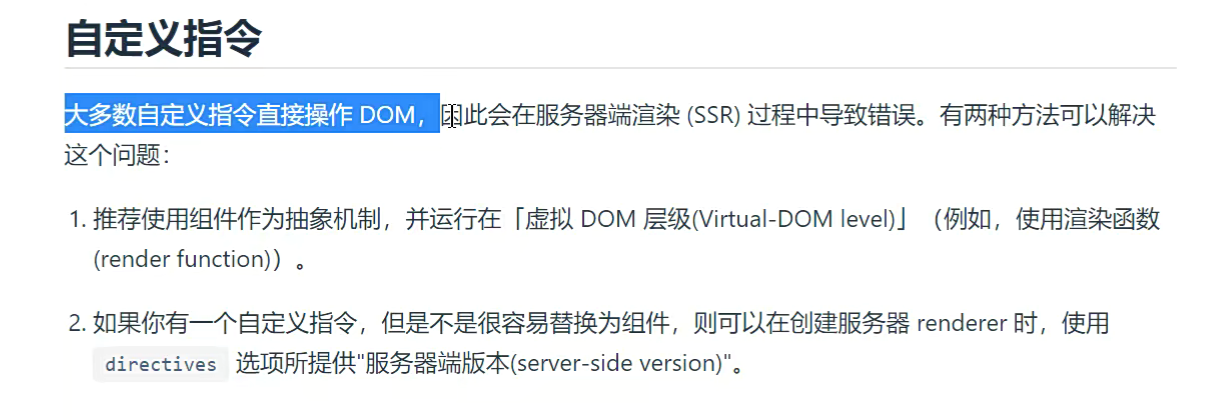 自定义指令
大多数自定义指令直接操作 DOM，因此会在服务器端渲染 (SSR) 过程中导致错误。有两种方法可以解决
这个问题：
1. 推荐使用组件作为抽象机制，并运行在「虚拟 DOM 层级(Virtual-DOM level)」（例如，使用渲染函数
(render function)）。
2. 如果你有一个自定义指令，但是不是很容易替换为组件，则可以在创建服务器 renderer 时，使用
directives 选项所提供"服务器端版本(server-side version)"。